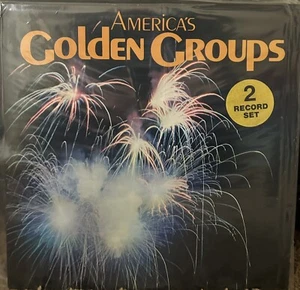 AMERICA'S
GOLDEN GROUPS
2
RECORD
SET